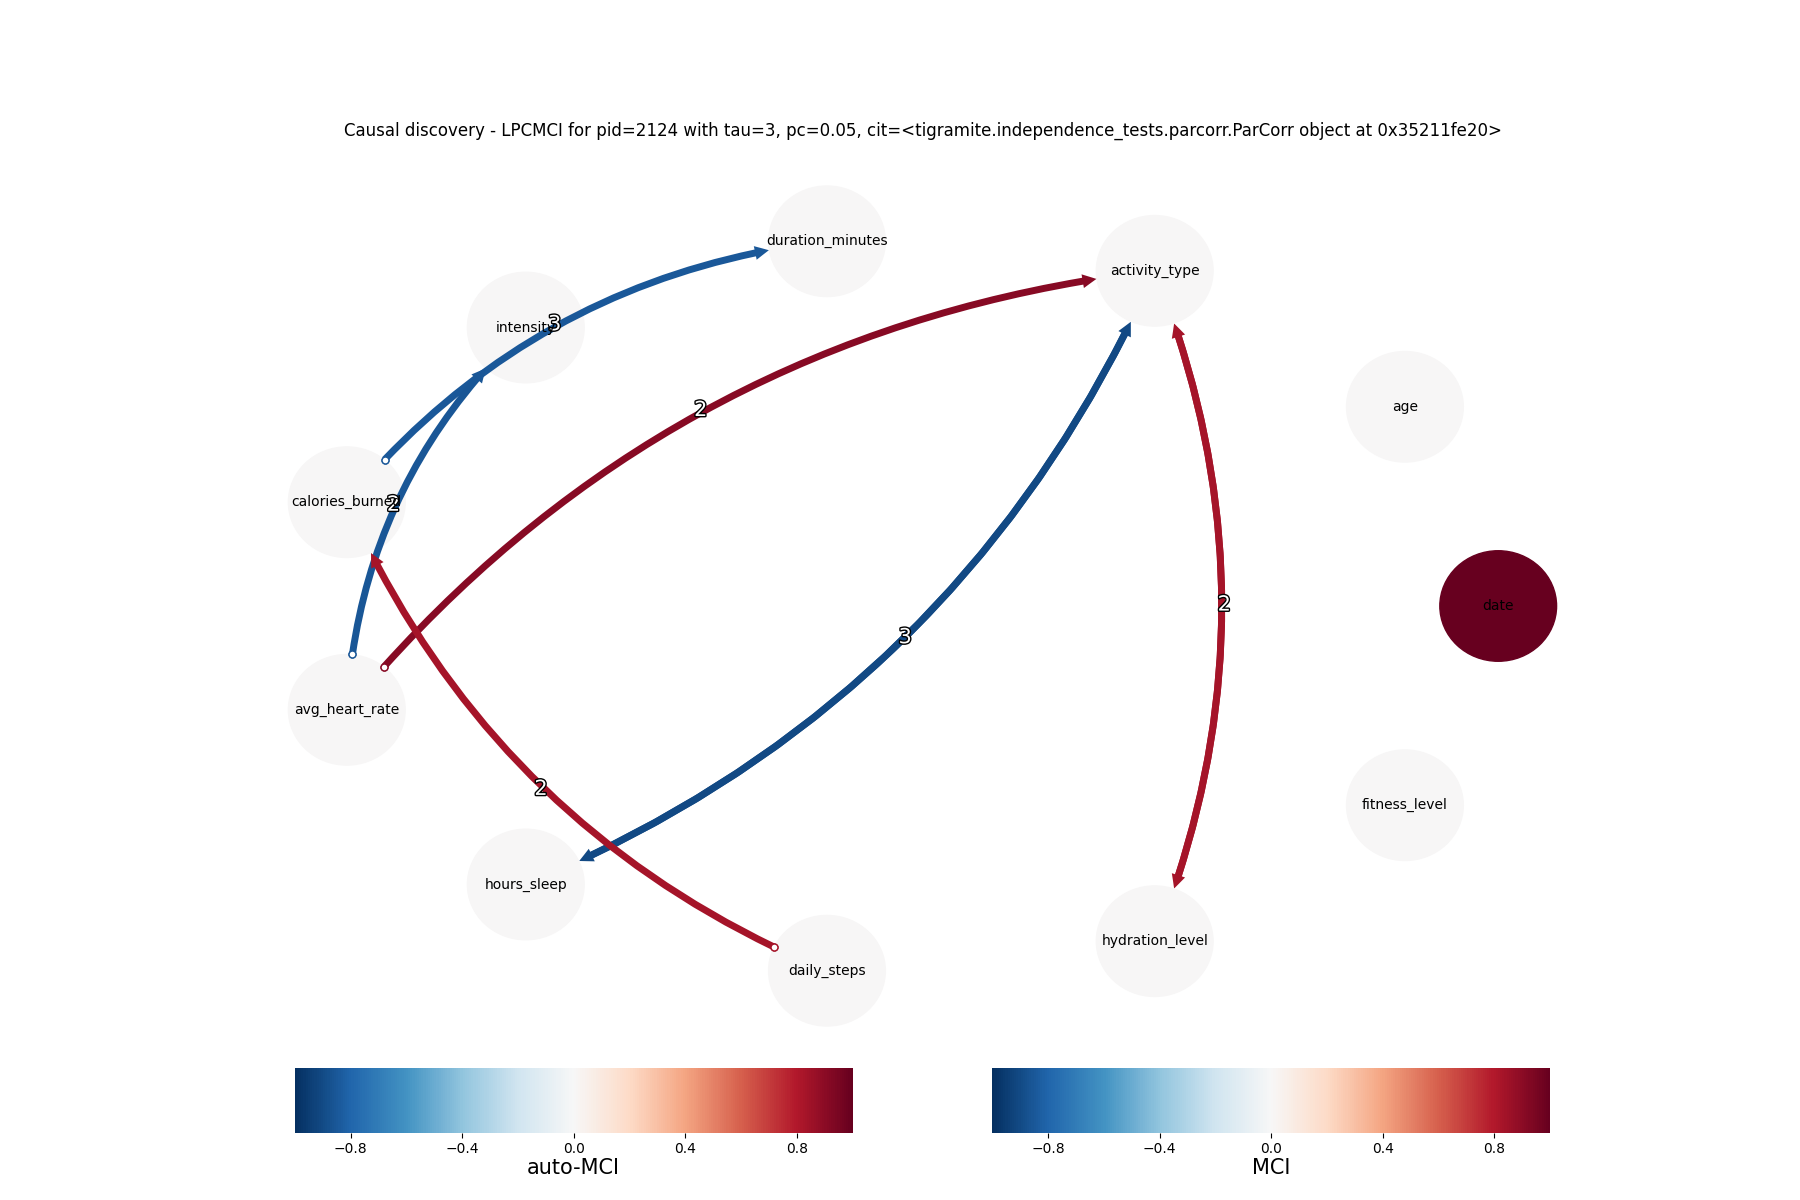 Causal discovery - LPCMCI for pid=2124 with tau=3, pc=0.05, cit=<tigramite.independence_tests.parcorr.ParCorr object at 0x35211fe20>
duration_minutes
activity_type
intensity
3
age
2
calories_burned
2
date
2
3
avg_heart_rate
2
fitness_level
hours_sleep
hydration_level
daily_steps
−0.8 −0.4 0.0 0.4 0.8
auto-MCI
−0.8 −0.4 0.0 0.4 0.8
MCI